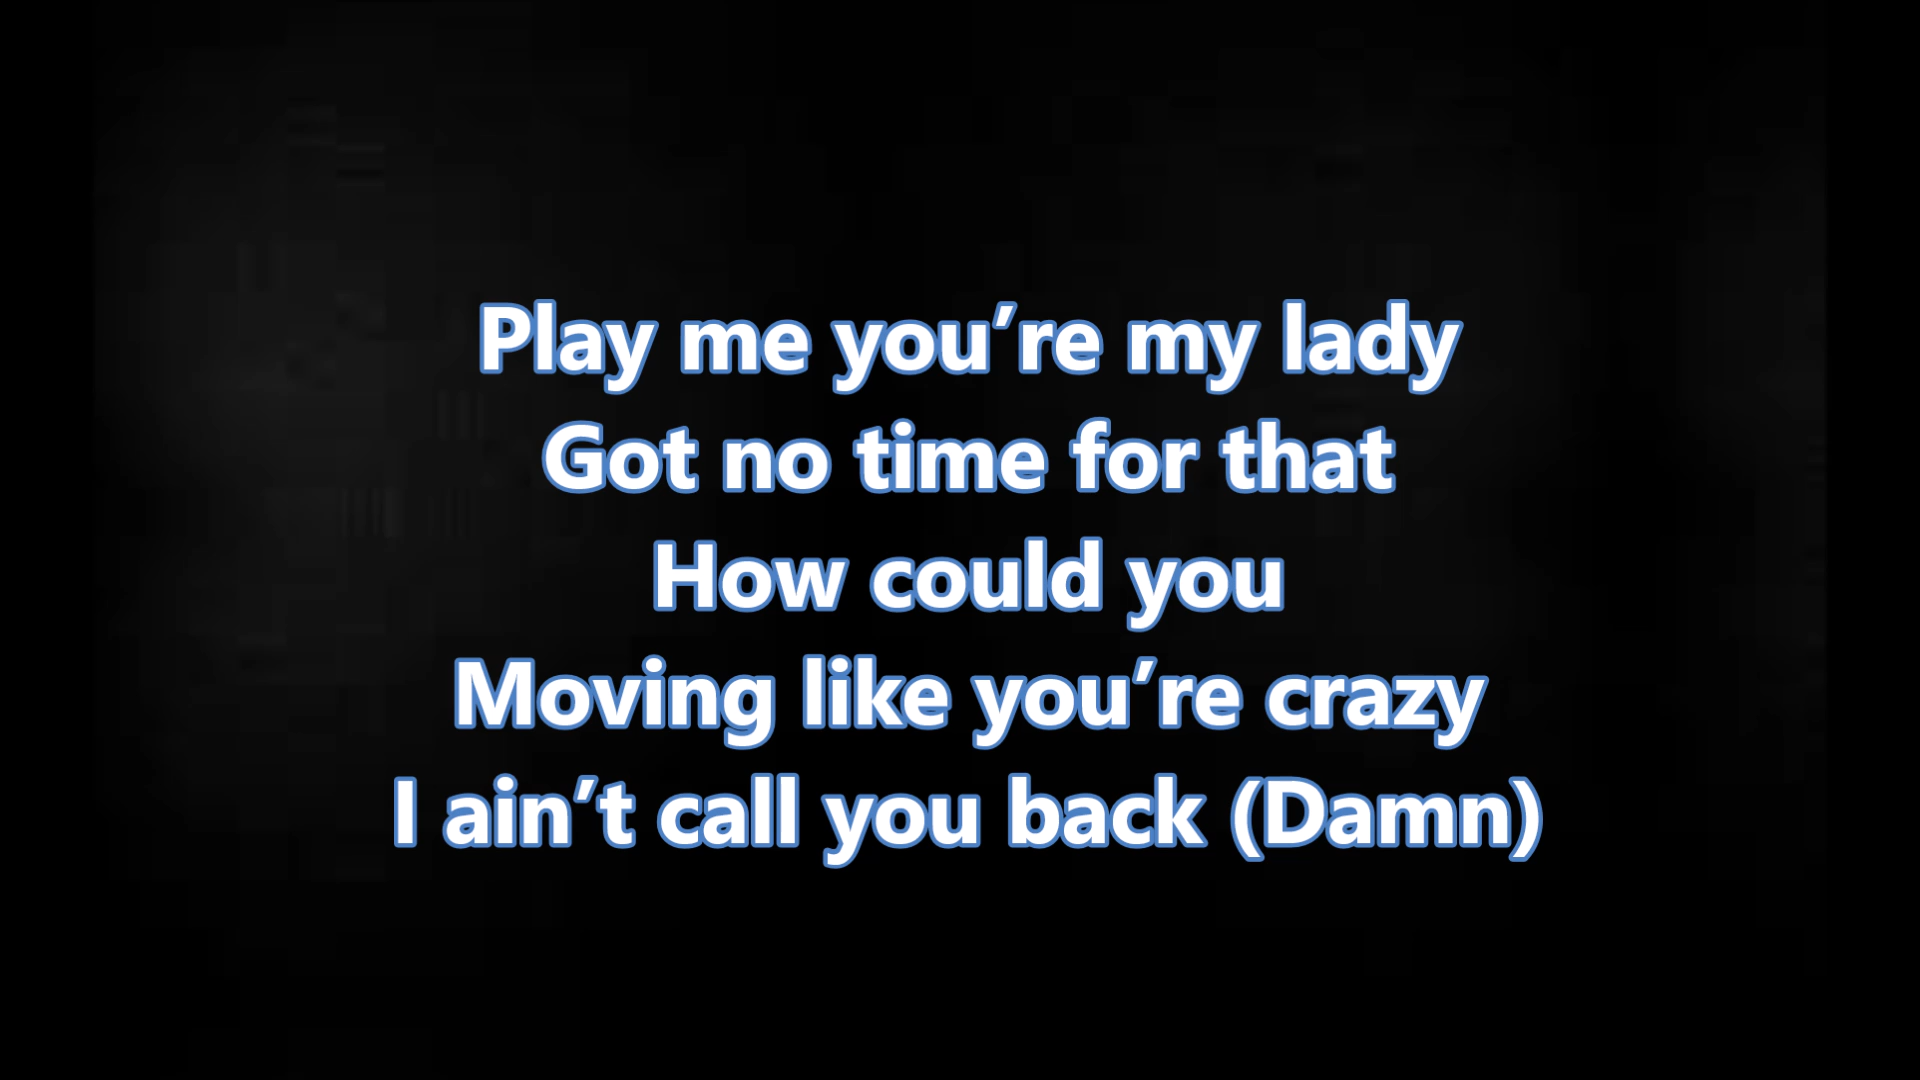 Play me you’re my lady
Got no time for that
How could you
Moving like you’re crazy
I ain’t call you back (Damn)